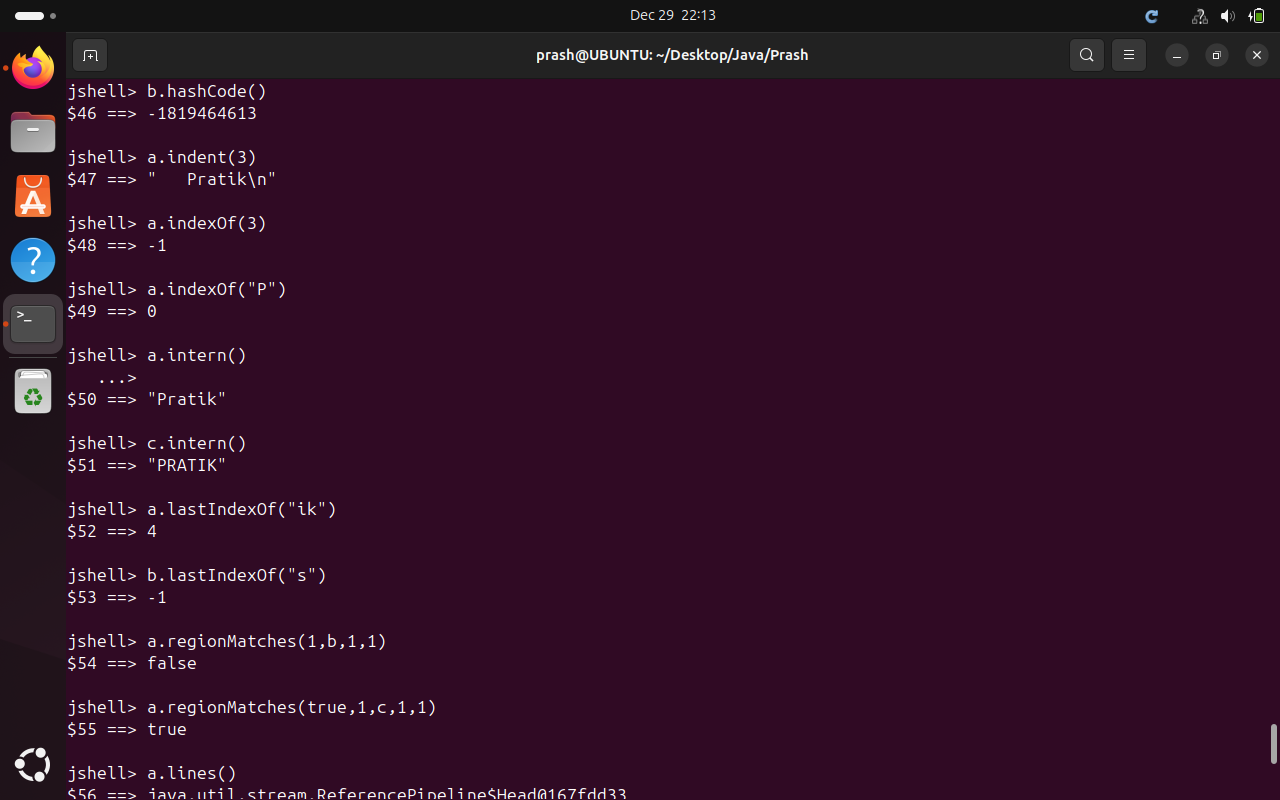 Dec 29 22:13
prash@UBUNTU: ~/Desktop/Java/Prash
jshell> b.hashCode()
$46 ==> -1819464613
jshell> a.indent(3)
$47 ==> "   Pratik\n"
jshell> a.indexOf(3)
$48 ==> -1
jshell> a.indexOf("P")
$49 ==> 0
jshell> a.intern()
   ...>
$50 ==> "Pratik"
jshell> c.intern()
$51 ==> "PRATIK"
jshell> a.lastIndexOf("ik")
$52 ==> 4
jshell> b.lastIndexOf("s")
$53 ==> -1
jshell> a.regionMatches(1,b,1,1)
$54 ==> false
jshell> a.regionMatches(true,1,c,1,1)
$55 ==> true
jshell> a.lines()
$56 ==> java.util.stream.ReferencePipeline$Head@167fdd33